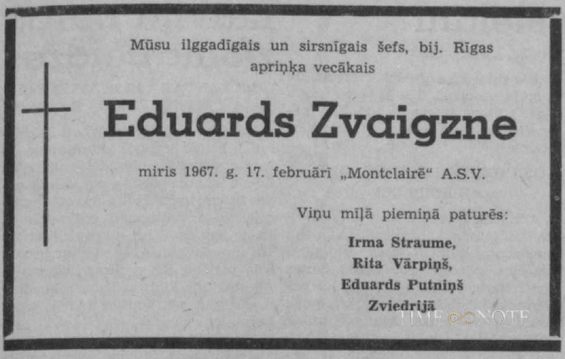 Mūsu ilggadīgais un sirsnīgais šefs, bij. Rīgas
apriņķa vecākais
Eduards Zvaigzne
miris 1967. g. 17. februārī „Montclairē“ A.S.V.
Viņu mīļā piemiņā paturēs:
Irma Straume,
Rita Vārpiņš,
Eduards Putniņš
Zviedrijā
TIME NOTE